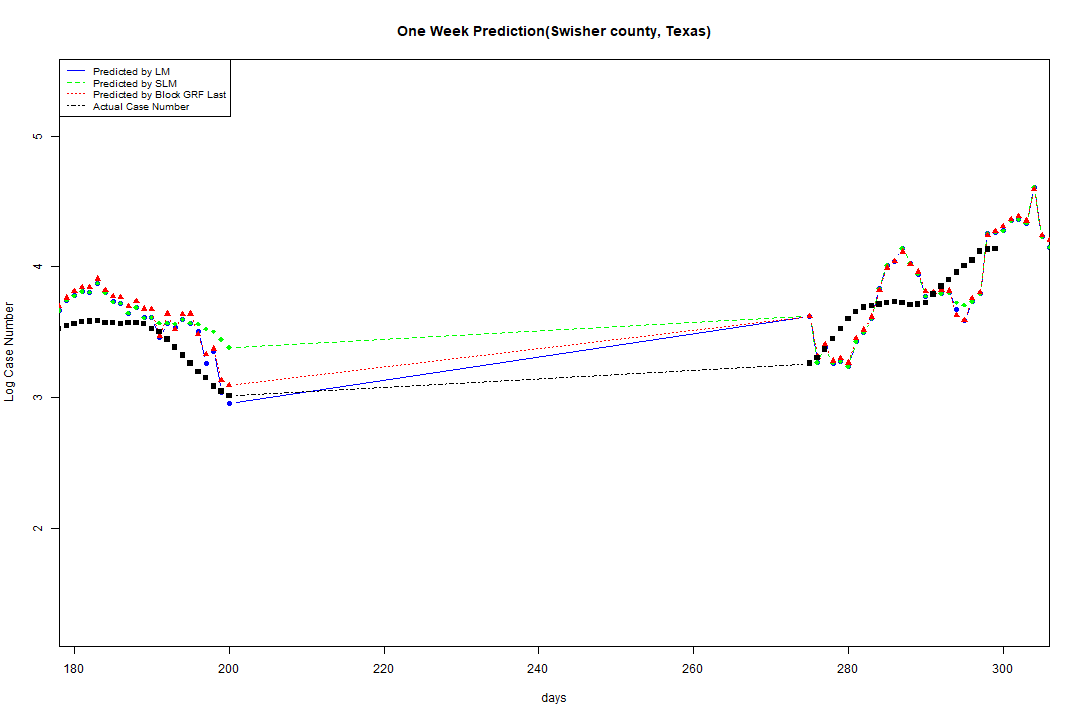 One Week Prediction(Swisher county, Texas)
Predicted by LM
Predicted by SLM
Predicted by Block GRF Last
Actual Case Number
5
4
3
2
Log Case Number
180 200 220 240 260 280 300
days